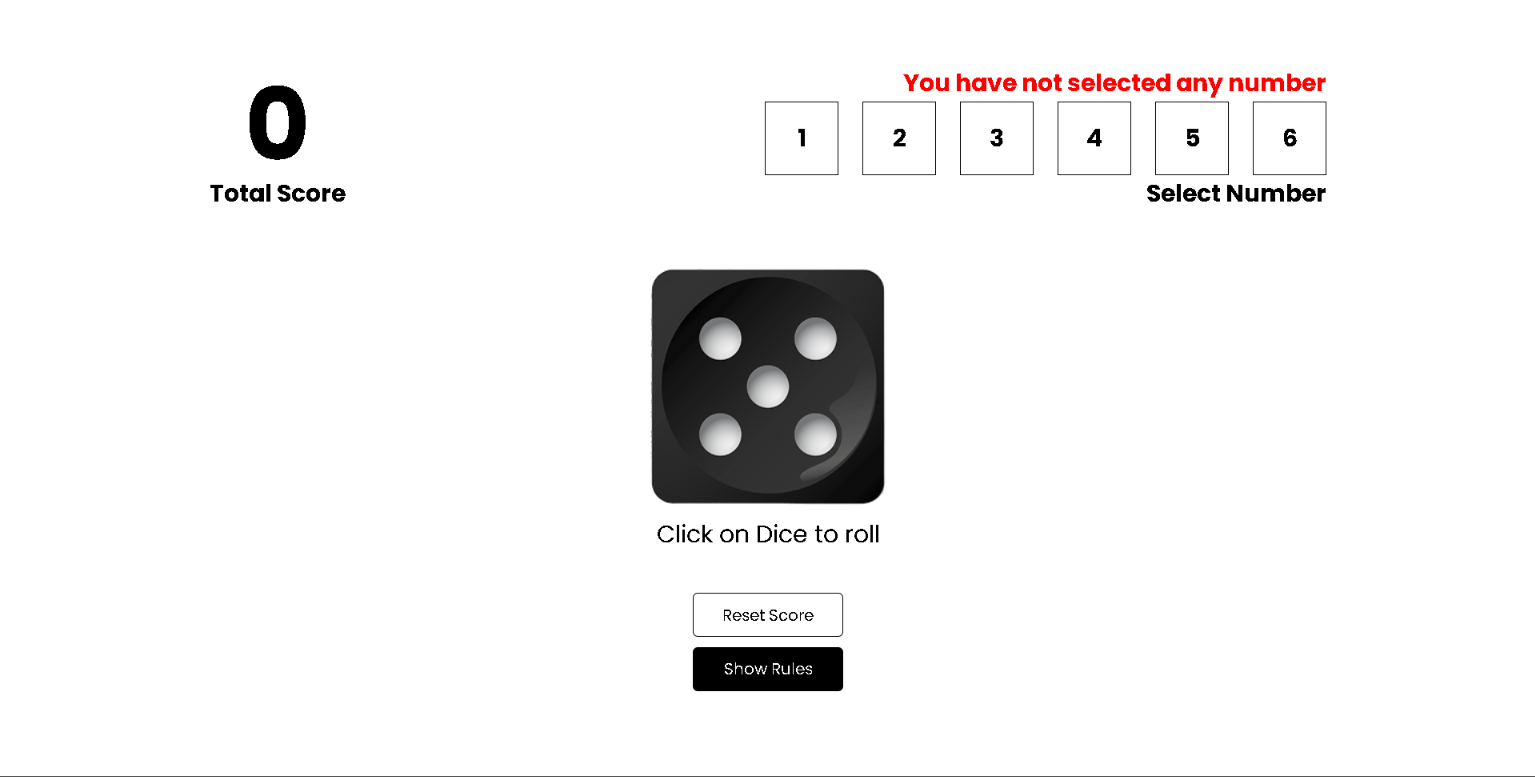 0
Total Score
You have not selected any number
1 2 3 4 5 6
Select Number
Click on Dice to roll
Reset Score
Show Rules